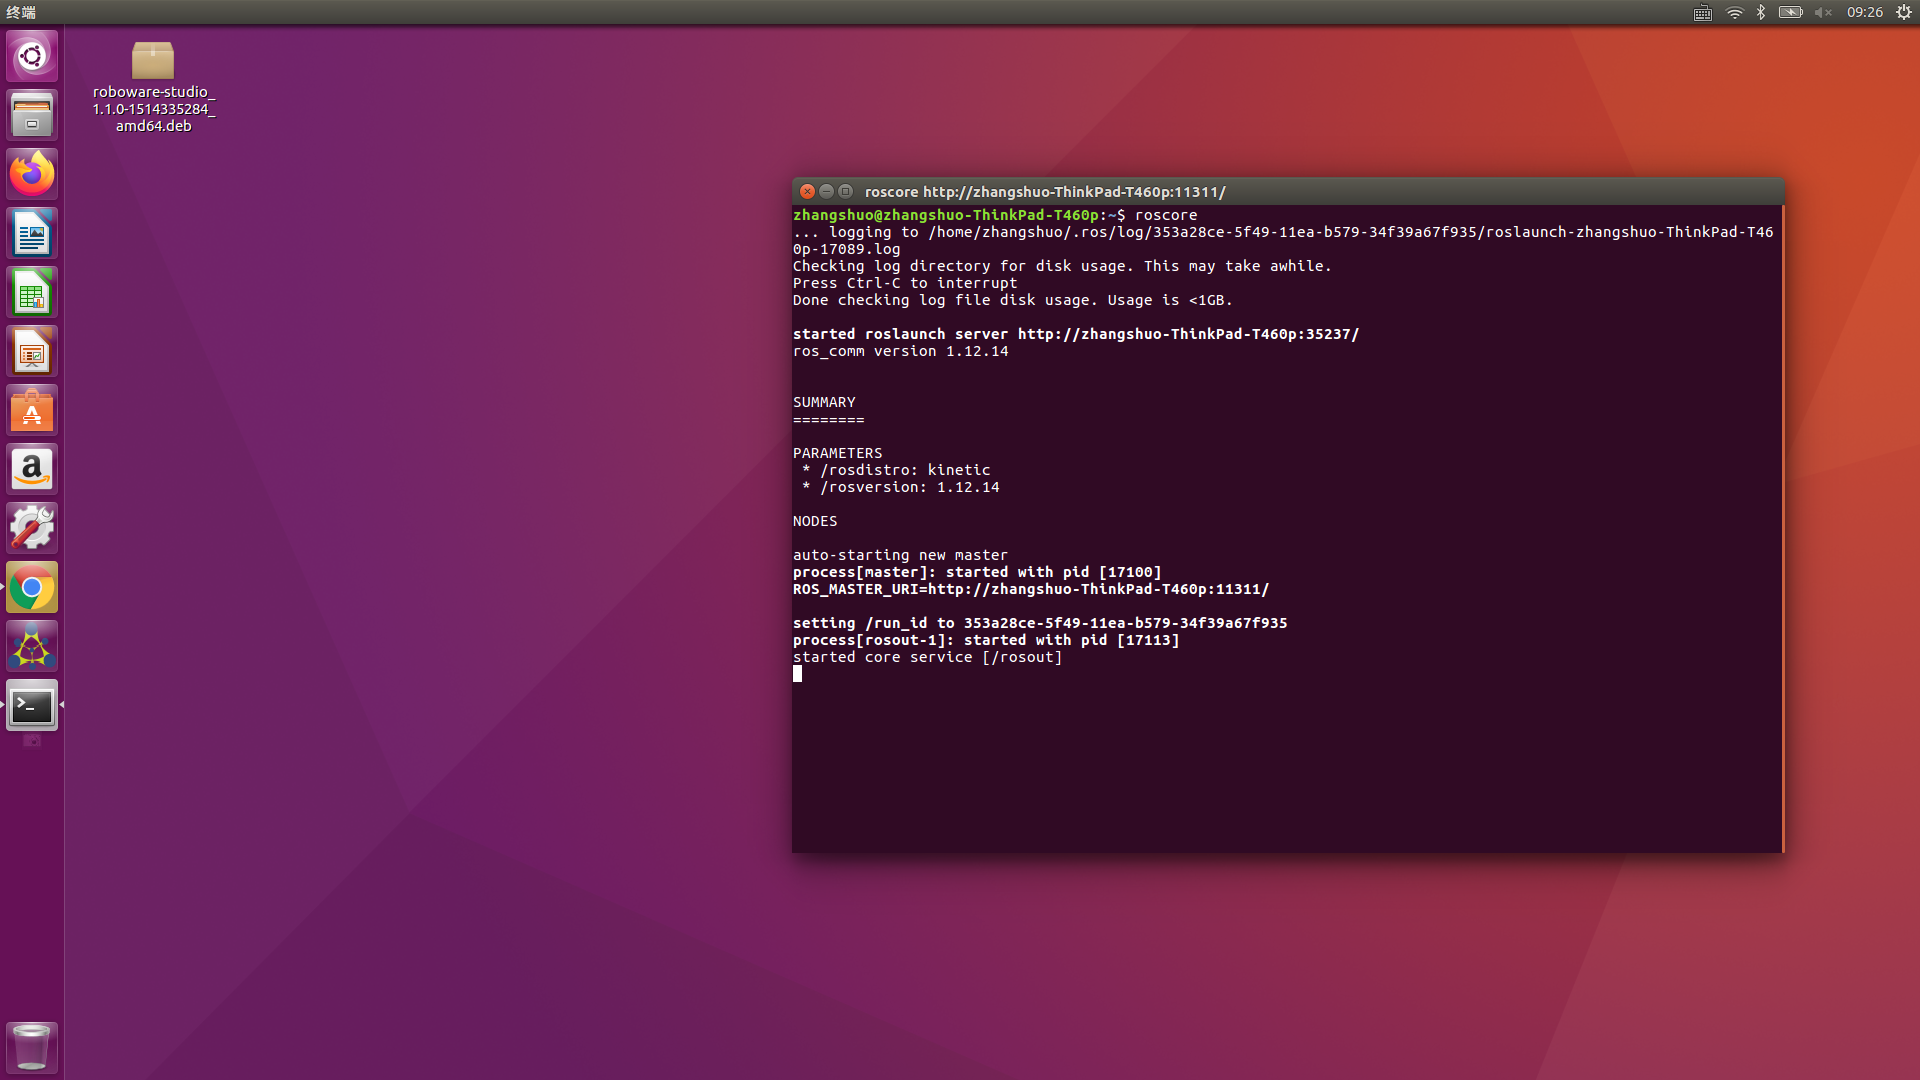 终端
09:26
roboware-studio_
1.1.0-1514335284_
amd64.deb
roscore http://zhangshuo-ThinkPad-T460p:11311/
zhangshuo@zhangshuo-ThinkPad-T460p:~$ roscore
... logging to /home/zhangshuo/.ros/log/353a28ce-5f49-11ea-b579-34f39a67f935/roslaunch-zhangshuo-ThinkPad-T46
0p-17089.log
Checking log directory for disk usage. This may take awhile.
Press Ctrl-C to interrupt
Done checking log file disk usage. Usage is <1GB.
started roslaunch server http://zhangshuo-ThinkPad-T460p:35237/
ros_comm version 1.12.14
SUMMARY
========
PARAMETERS
 * /rosdistro: kinetic
 * /rosversion: 1.12.14
NODES
auto-starting new master
process[master]: started with pid [17100]
ROS_MASTER_URI=http://zhangshuo-ThinkPad-T460p:11311/
setting /run_id to 353a28ce-5f49-11ea-b579-34f39a67f935
process[rosout-1]: started with pid [17113]
started core service [/rosout]